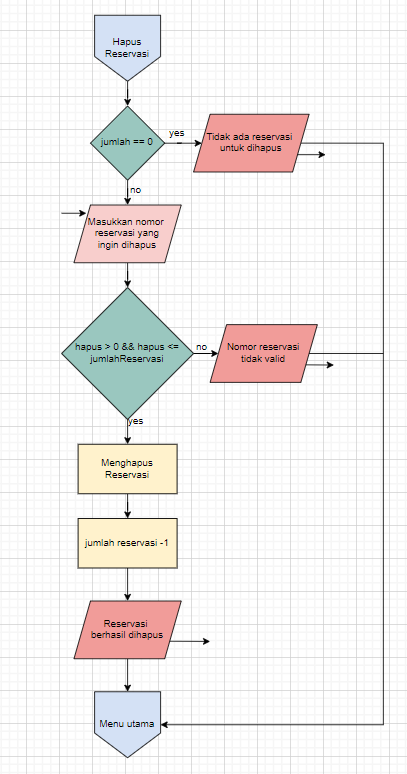 Hapus
Reservasi
jumlah == 0
yes
Tidak ada reservasi
untuk dihapus
no
Masukkan nomor
reservasi yang
ingin dihapus
hapus > 0 && hapus <=
jumlahReservasi
no
Nomor reservasi
tidak valid
yes
Menghapus
Reservasi
jumlah reservasi -1
Reservasi
berhasil dihapus
Menu utama